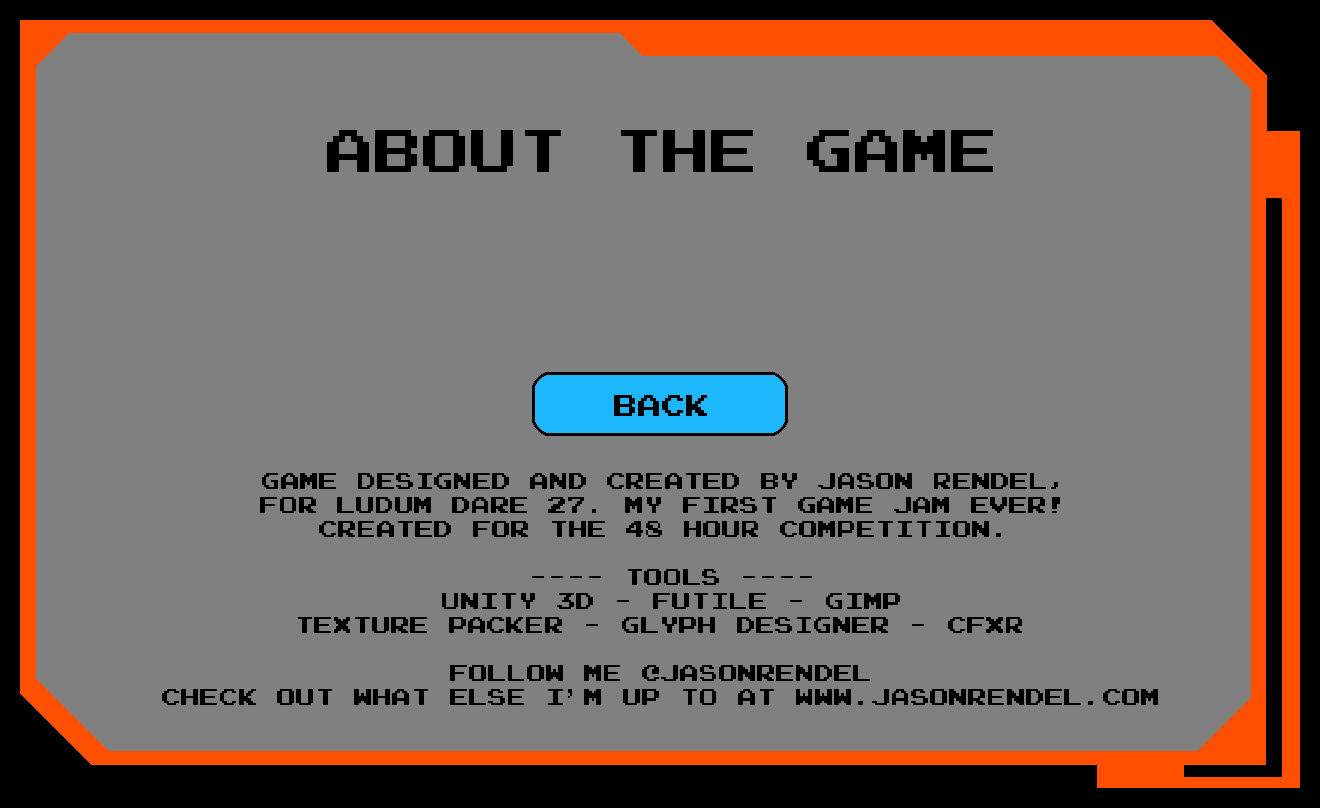 ABOUT THE GAME
BACK
GAME DESIGNED AND CREATED BY JASON RENDEL,
FOR LUDUM DARE 27. MY FIRST GAME JAM EVER!
CREATED FOR THE 48 HOUR COMPETITION.
---- TOOLS ----
UNITY 3D - FUTILE - GIMP
TEXTURE PACKER - GLYPH DESIGNER - CFXR
FOLLOW ME @JASONRENDEL
CHECK OUT WHAT ELSE I'M UP TO AT WWW.JASONRENDEL.COM